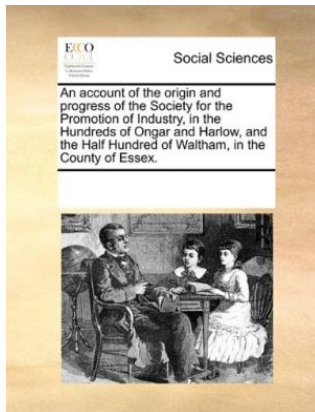 ECCO
Social Sciences
An account of the origin and
progress of the Society for the
Promotion of Industry, in the
Hundreds of Ongar and Harlow, and
the Half Hundred of Waltham, in the
County of Essex.